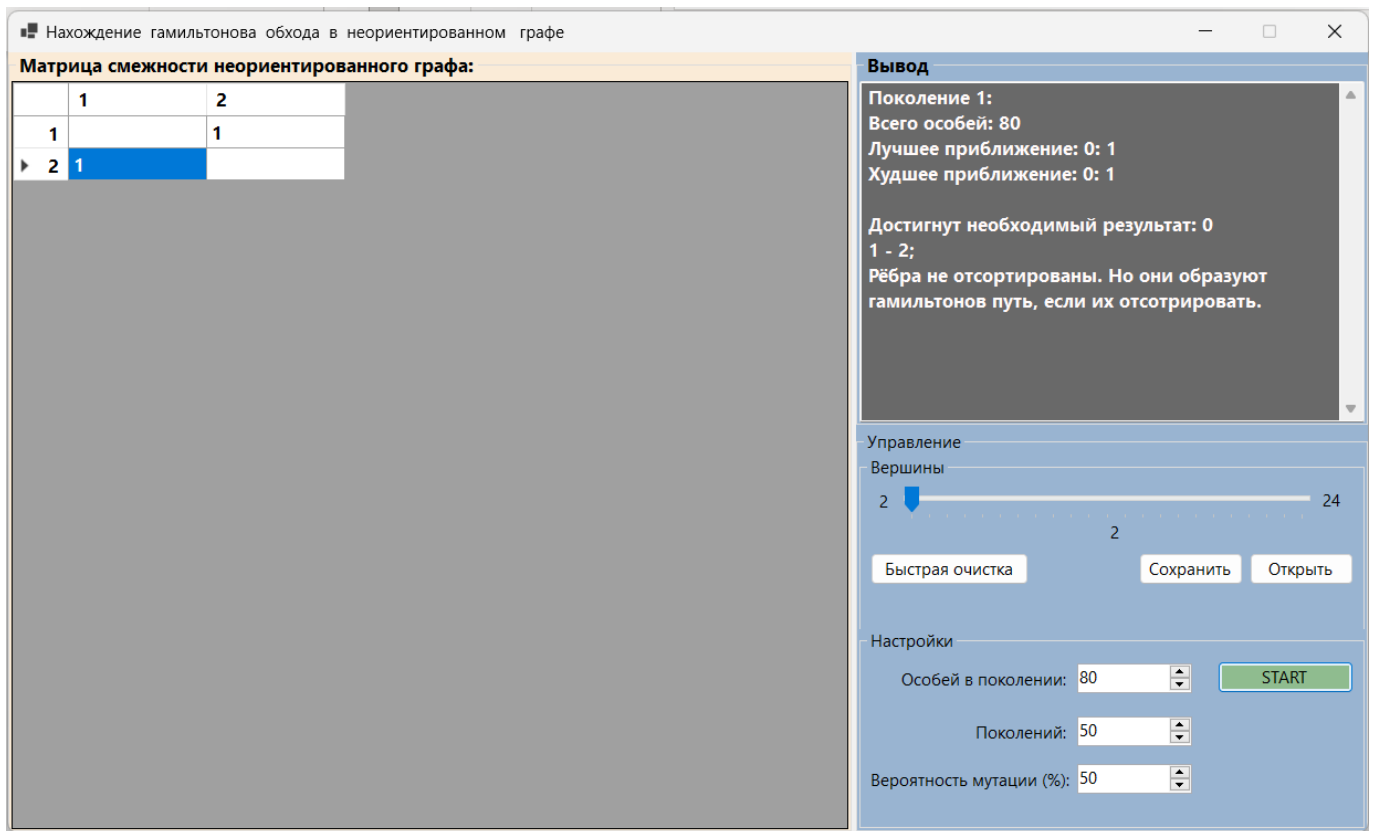 Нахождение гамильтонова обхода в неориентированном графе
Матрица смежности неориентированного графа:
1 2
1 1
2 1
Вывод
Поколение 1:
Всего особей: 80
Лучшее приближение: 0: 1
Худшее приближение: 0: 1
Достигнут необходимый результат: 0
1 - 2;
Рёбра не отсортированы. Но они образуют
гамильтонов путь, если их отсотрировать.
Управление
Вершины
2 24
2
Быстрая очистка Сохранить Открыть
Настройки
Особей в поколении: 80 START
Поколений: 50
Вероятность мутации (%): 50